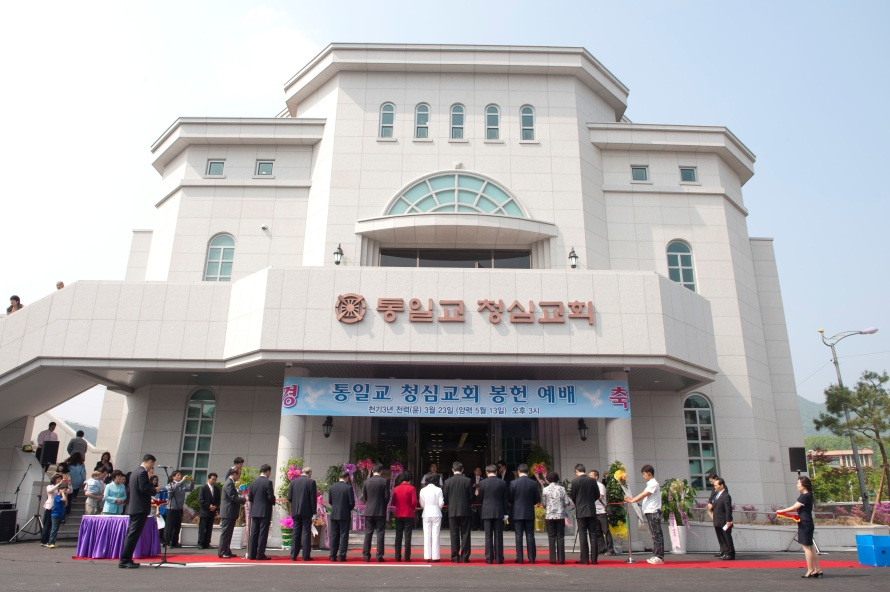 통일교 청심교회
경 통일교 청심교회 봉헌 예배 축
천기3년 천력(윤) 3월 23일 (양력 5월 13일) 오후 3시